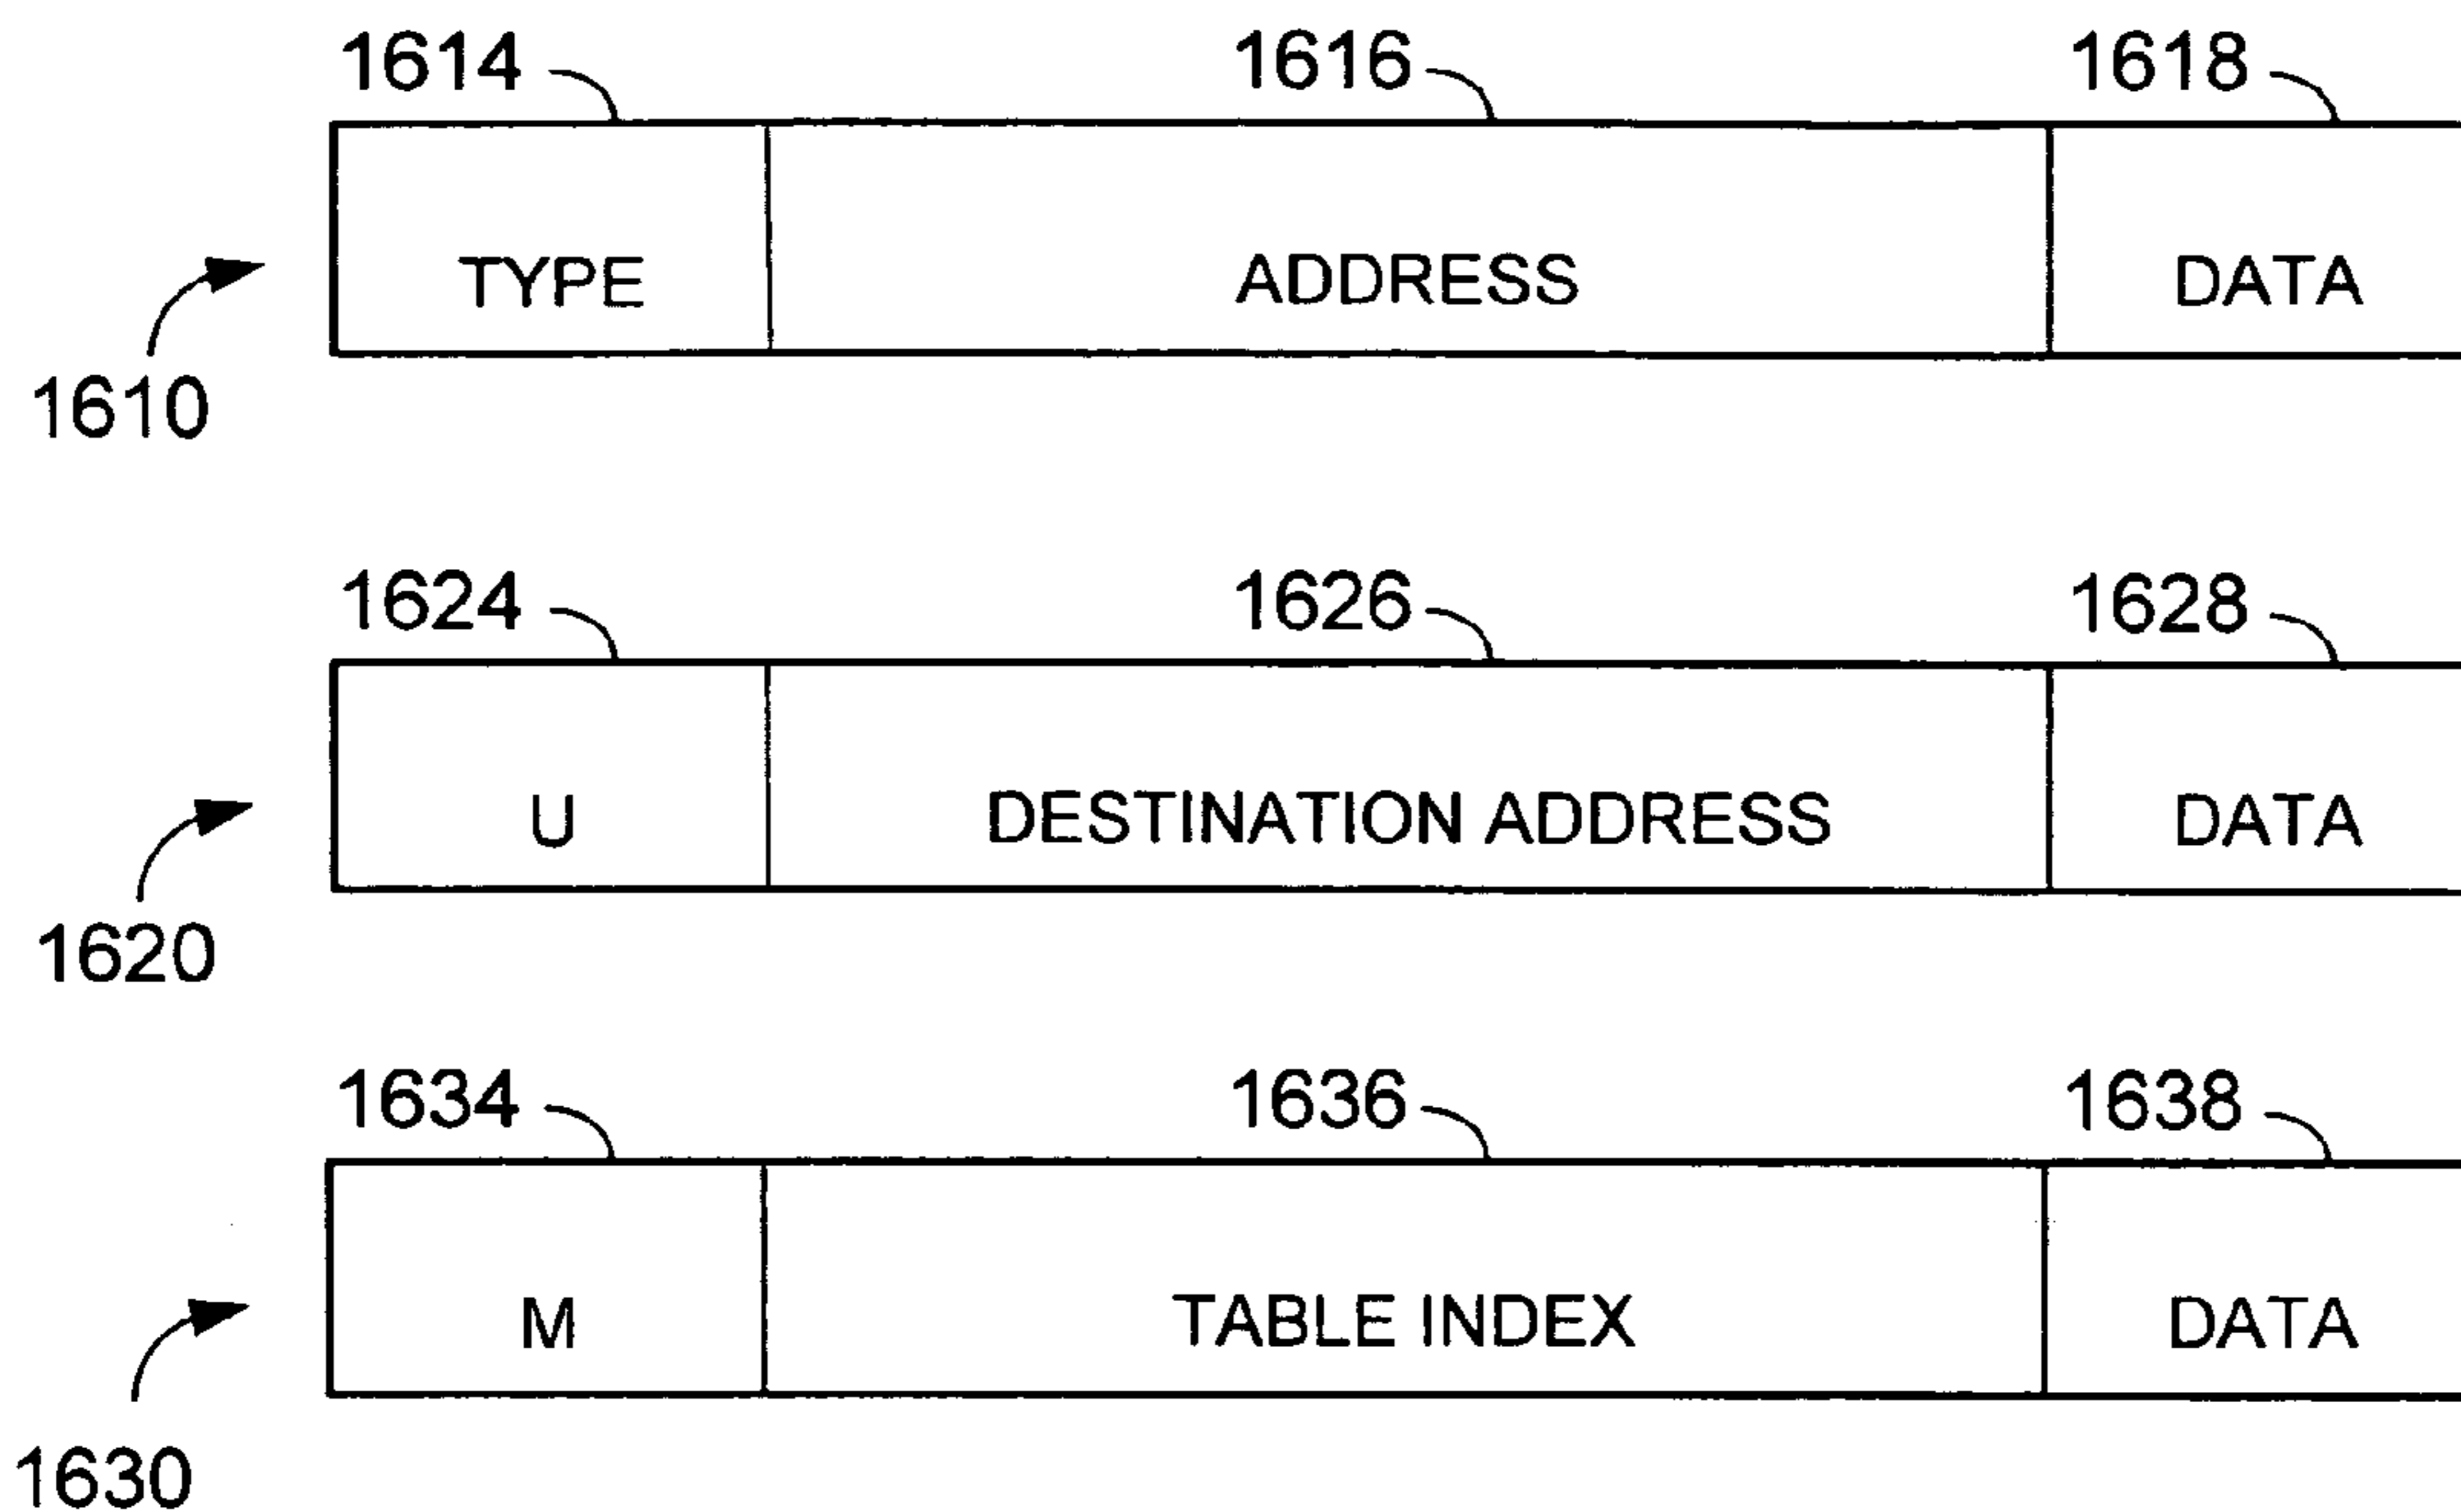 1614 1616 1618
TYPE ADDRESS DATA
1610
1624 1626 1628
U DESTINATION ADDRESS DATA
1620
1634 1636 1638
M TABLE INDEX DATA
1630